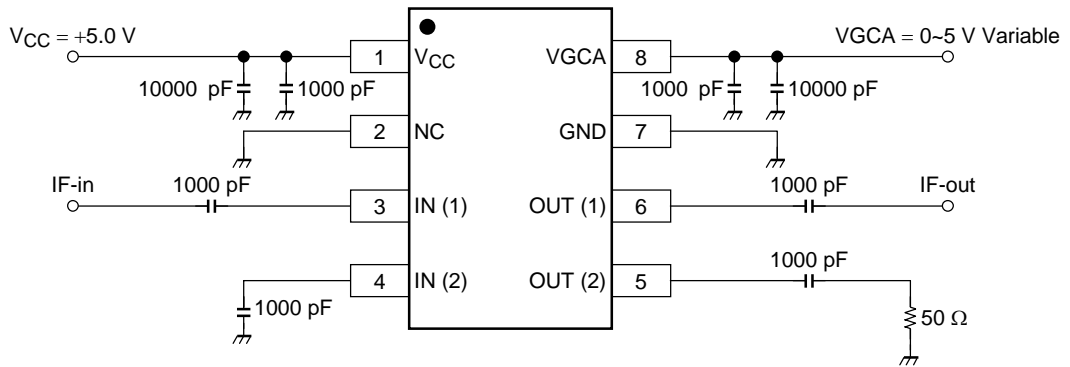 VCC = +5.0 V
VGCA = 0~5 V Variable
1
VCC
VGCA
8
10000 pF
1000 pF
1000 pF
10000 pF
2
NC
GND
7
IF-in
1000 pF
3
IN (1)
OUT (1)
6
1000 pF
IF-out
4
IN (2)
OUT (2)
5
1000 pF
1000 pF
50 Ω